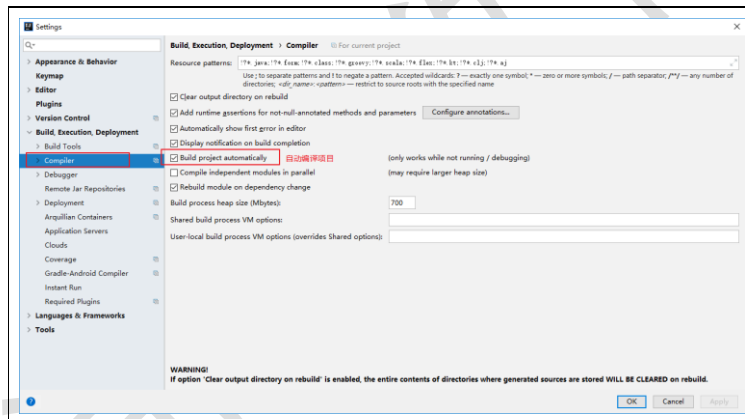 Settings
Build, Execution, Deployment > Compiler For current project
Appearance & Behavior
Keymap
Editor
Plugins
Version Control
Build, Execution, Deployment
Build Tools
Compiler
Debugger
Remote Jar Repositories
Deployment
Arquillian Containers
Application Servers
Clouds
Coverage
Gradle-Android Compiler
Instant Run
Required Plugins
Languages & Frameworks
Tools
Resource patterns: !?*.java;!?*.form;!?*.class;!?*.groovy;!?*.scala;!?*.flex;!?*.kt;!?*.clj;!?*.aj
Use ; to separate patterns and ! to negate a pattern. Accepted wildcards: ? — exactly one symbol; * — zero or more symbols; / — path separator; /**/ — any number of
directories; <dir_name>:<pattern> — restrict to source roots with the specified name
Clear output directory on rebuild
Add runtime assertions for not-null-annotated methods and parameters Configure annotations...
Automatically show first error in editor
Display notification on build completion
Build project automatically 自动编译项目 (only works while not running / debugging)
Compile independent modules in parallel (may require larger heap size)
Rebuild module on dependency change
Build process heap size (Mbytes): 700
Shared build process VM options:
User-local build process VM options (overrides Shared options):
WARNING!
If option 'Clear output directory on rebuild' is enabled, the entire contents of directories where generated sources are stored WILL BE CLEARED on rebuild.
OK Cancel Apply